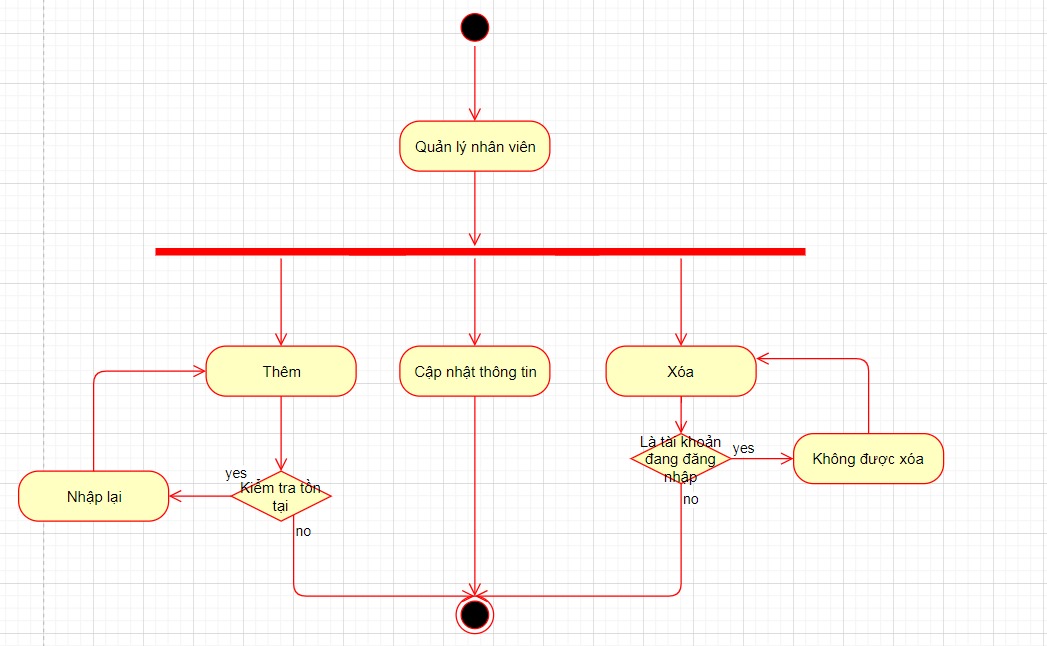 Quản lý nhân viên
Thêm
Cập nhật thông tin
Xóa
Là tài khoản
đang đăng
nhập
yes
Không được xóa
no
yes
Kiểm tra tồn
tại
Nhập lại
no